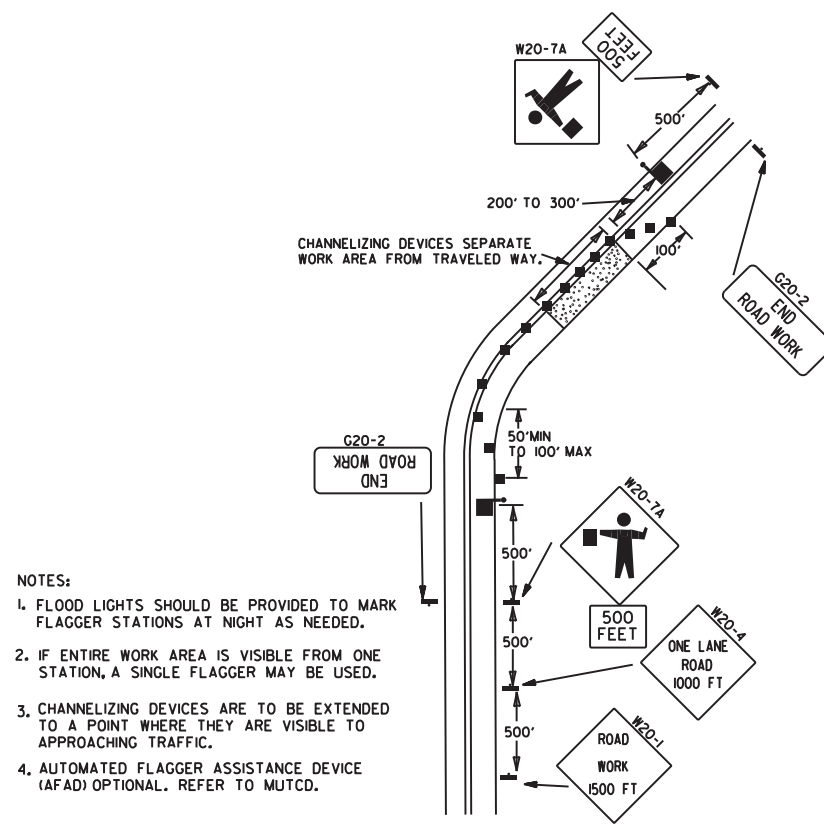 W20-7A
500
FEET
500'
200' TO 300'
CHANNELIZING DEVICES SEPARATE
WORK AREA FROM TRAVELED WAY.
100'
G20-2
END
ROAD WORK
50'MIN
TO 100' MAX
G20-2
END
ROAD WORK
W20-7A
500'
500
FEET
500'
W20-4
ONE LANE
ROAD
1000 FT
500'
W20-1
ROAD
WORK
1500 FT
NOTES:
1. FLOOD LIGHTS SHOULD BE PROVIDED TO MARK
FLAGGER STATIONS AT NIGHT AS NEEDED.
2. IF ENTIRE WORK AREA IS VISIBLE FROM ONE
STATION, A SINGLE FLAGGER MAY BE USED.
3. CHANNELIZING DEVICES ARE TO BE EXTENDED
TO A POINT WHERE THEY ARE VISIBLE TO
APPROACHING TRAFFIC.
4. AUTOMATED FLAGGER ASSISTANCE DEVICE
(AFAD) OPTIONAL. REFER TO MUTCD.